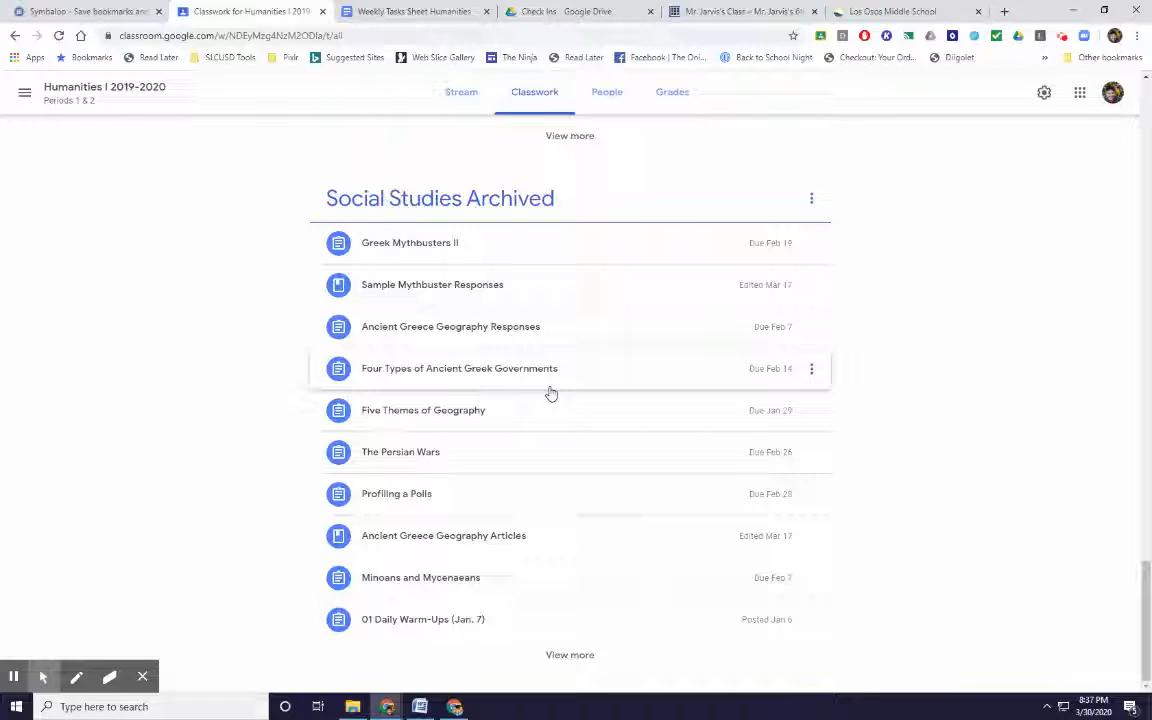 Symbaloo - Save bookmarks and
Classwork for Humanities I 2019
Weekly Tasks Sheet Humanities
Check Ins - Google Drive
Mr. Jarvis's Class – Mr. Jarvis's 6th
Los Osos Middle School
classroom.google.com/w/NDEyMzg4NzM2ODla/t/all
Apps
Bookmarks
Read Later
SLCUSD Tools
Pixlr
Suggested Sites
Web Slice Gallery
The Ninja
Read Later
Facebook | The Oni...
Back to School Night
Checkout: Your Ord...
Diigolet
»
Other bookmarks
Humanities I 2019-2020
Periods 1 & 2
Stream
Classwork
People
Grades
View more
Social Studies Archived
Greek Mythbusters II
Due Feb 19
Sample Mythbuster Responses
Edited Mar 17
Ancient Greece Geography Responses
Due Feb 7
Four Types of Ancient Greek Governments
Due Feb 14
Five Themes of Geography
Due Jan 29
The Persian Wars
Due Feb 26
Profiling a Polis
Due Feb 28
Ancient Greece Geography Articles
Edited Mar 17
Minoans and Mycenaeans
Due Feb 7
01 Daily Warm-Ups (Jan. 7)
Posted Jan 6
View more
Type here to search
8:37 PM
3/30/2020